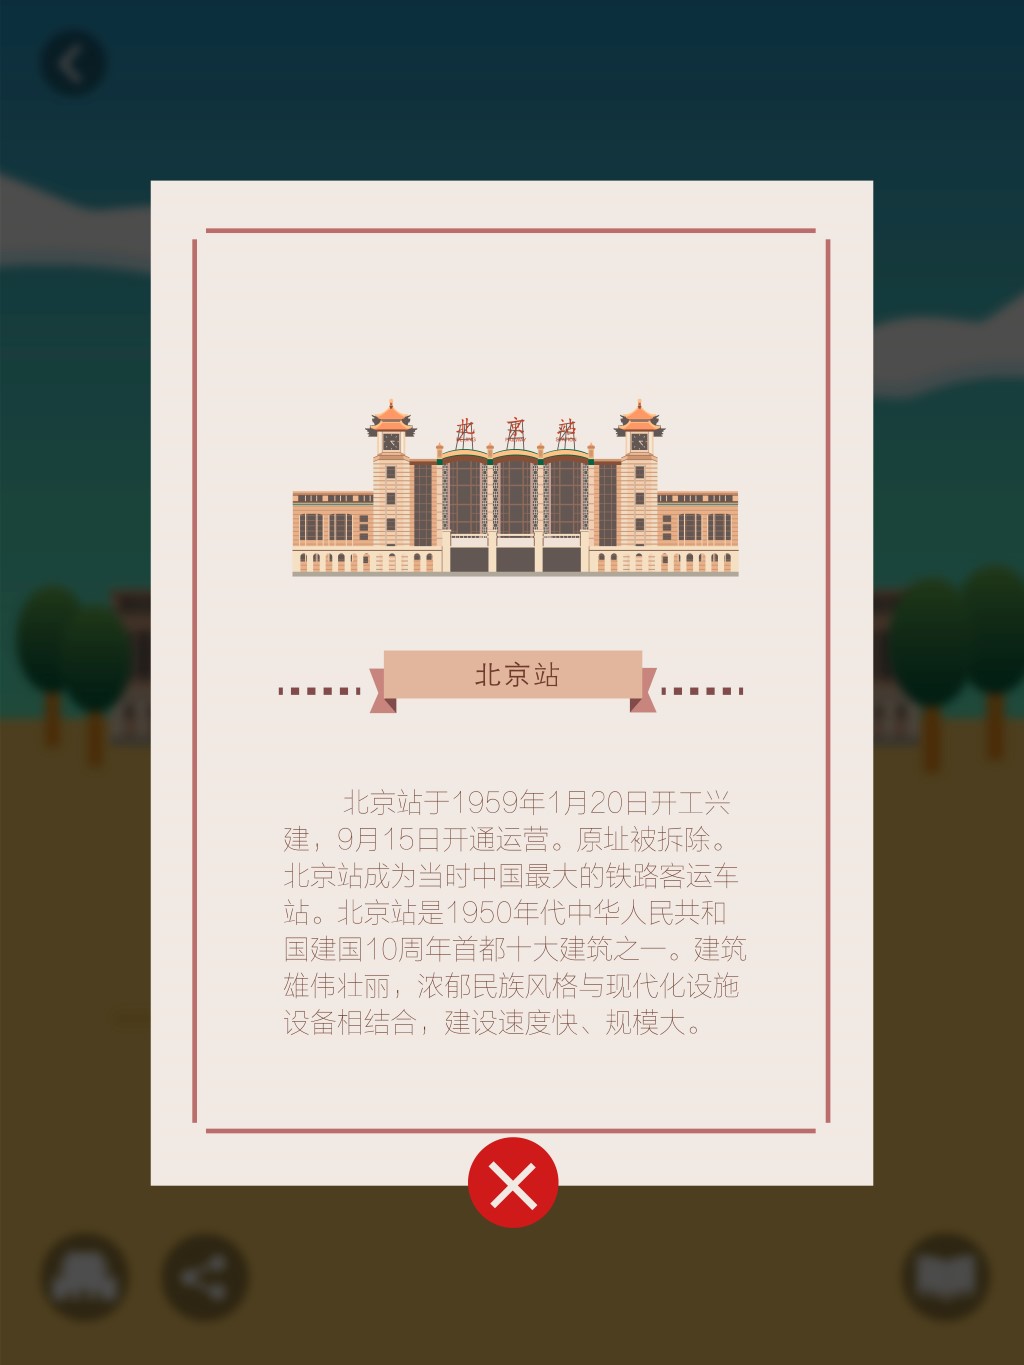 北京站
北京站
北京站于1959年1月20日开工兴
建，9月15日开通运营。原址被拆除。
北京站成为当时中国最大的铁路客运车
站。北京站是1950年代中华人民共和
国建国10周年首都十大建筑之一。建筑
雄伟壮丽，浓郁民族风格与现代化设施
设备相结合，建设速度快、规模大。